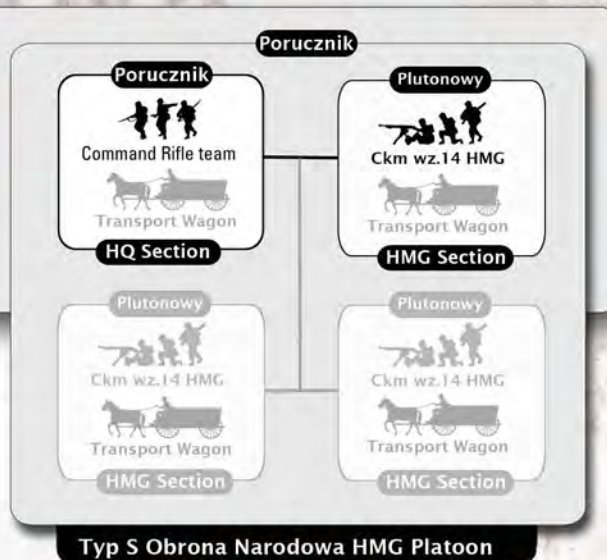 Porucznik
Porucznik
Command Rifle team
Transport Wagon
HQ Section
Plutonowy
Ckm wz.14 HMG
Transport Wagon
HMG Section
Plutonowy
Ckm wz.14 HMG
Transport Wagon
HMG Section
Plutonowy
Ckm wz.14 HMG
Transport Wagon
HMG Section
Typ S Obrona Narodowa HMG Platoon